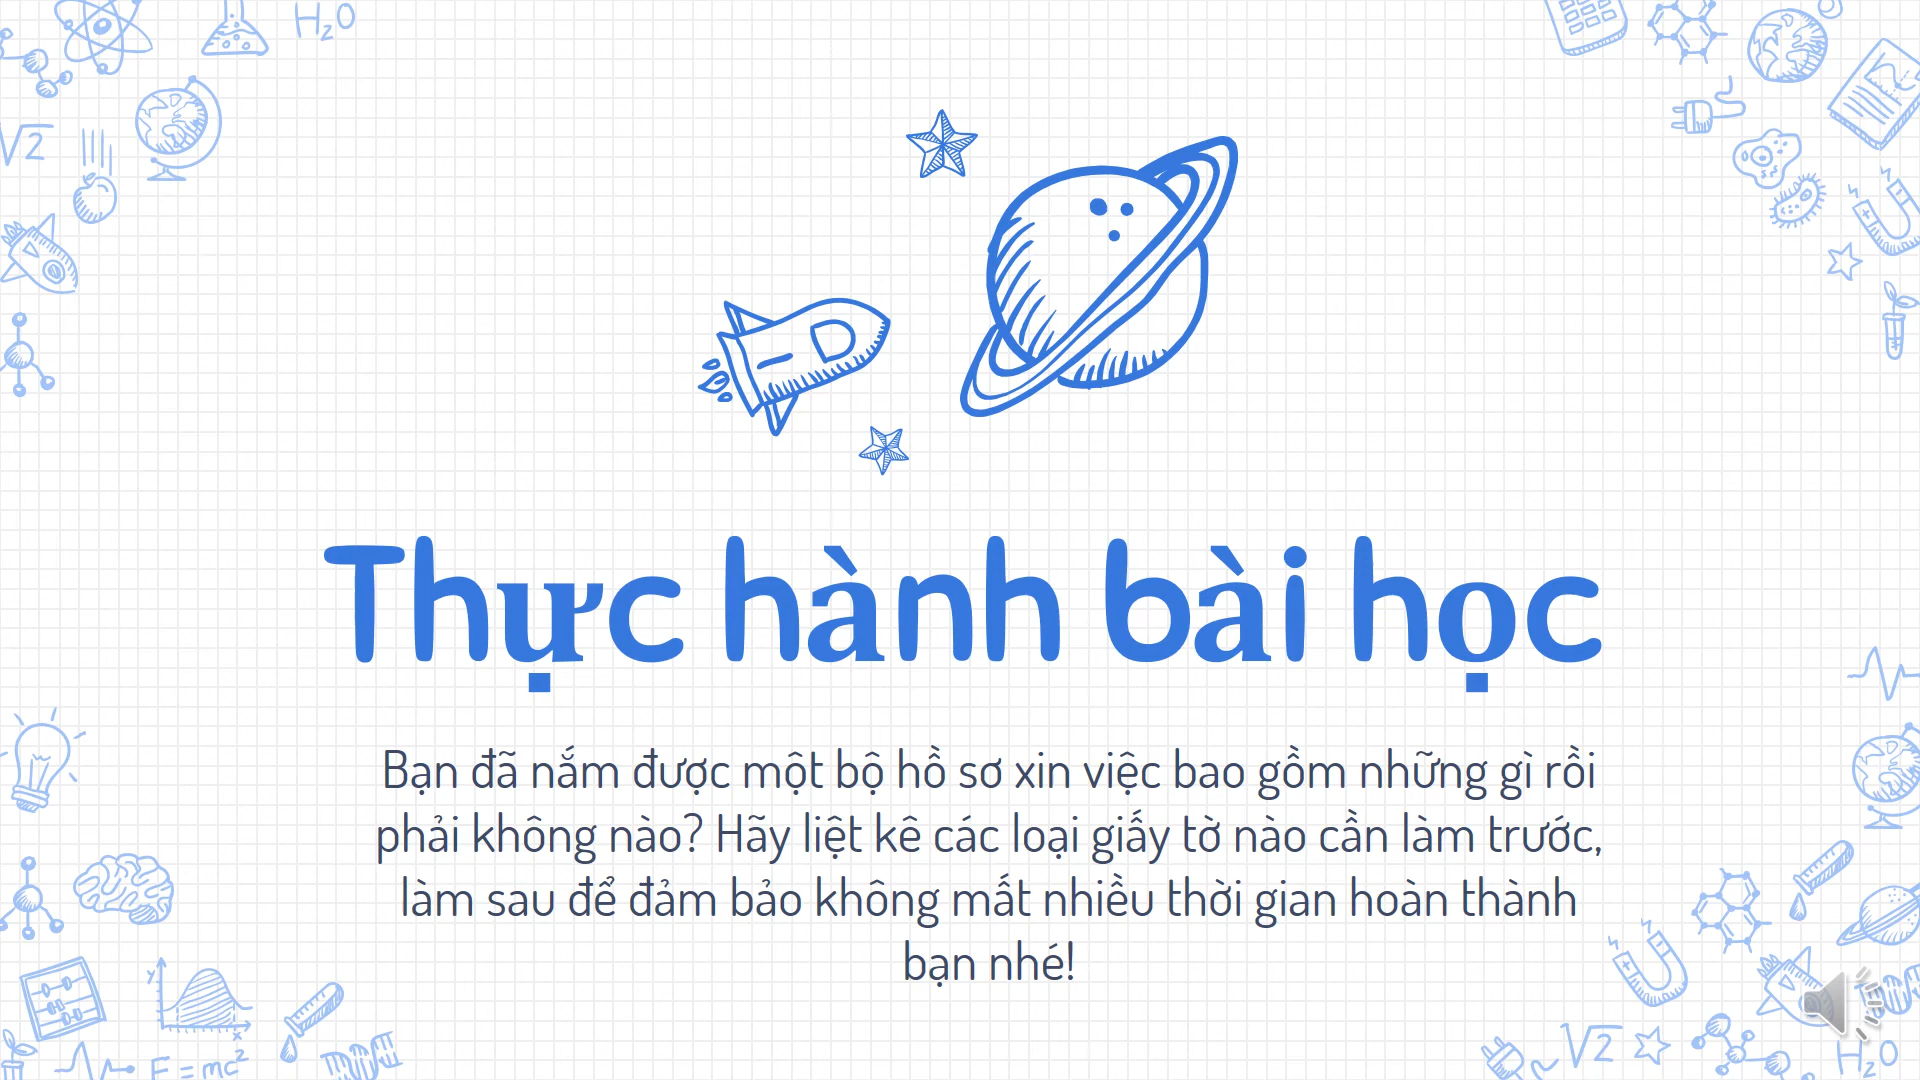 H₂O
√2
Thực hành bài học
Bạn đã nắm được một bộ hồ sơ xin việc bao gồm những gì rồi
phải không nào? Hãy liệt kê các loại giấy tờ nào cần làm trước,
làm sau để đảm bảo không mất nhiều thời gian hoàn thành
bạn nhé!
y
x
E = mc²
√2
H₂O